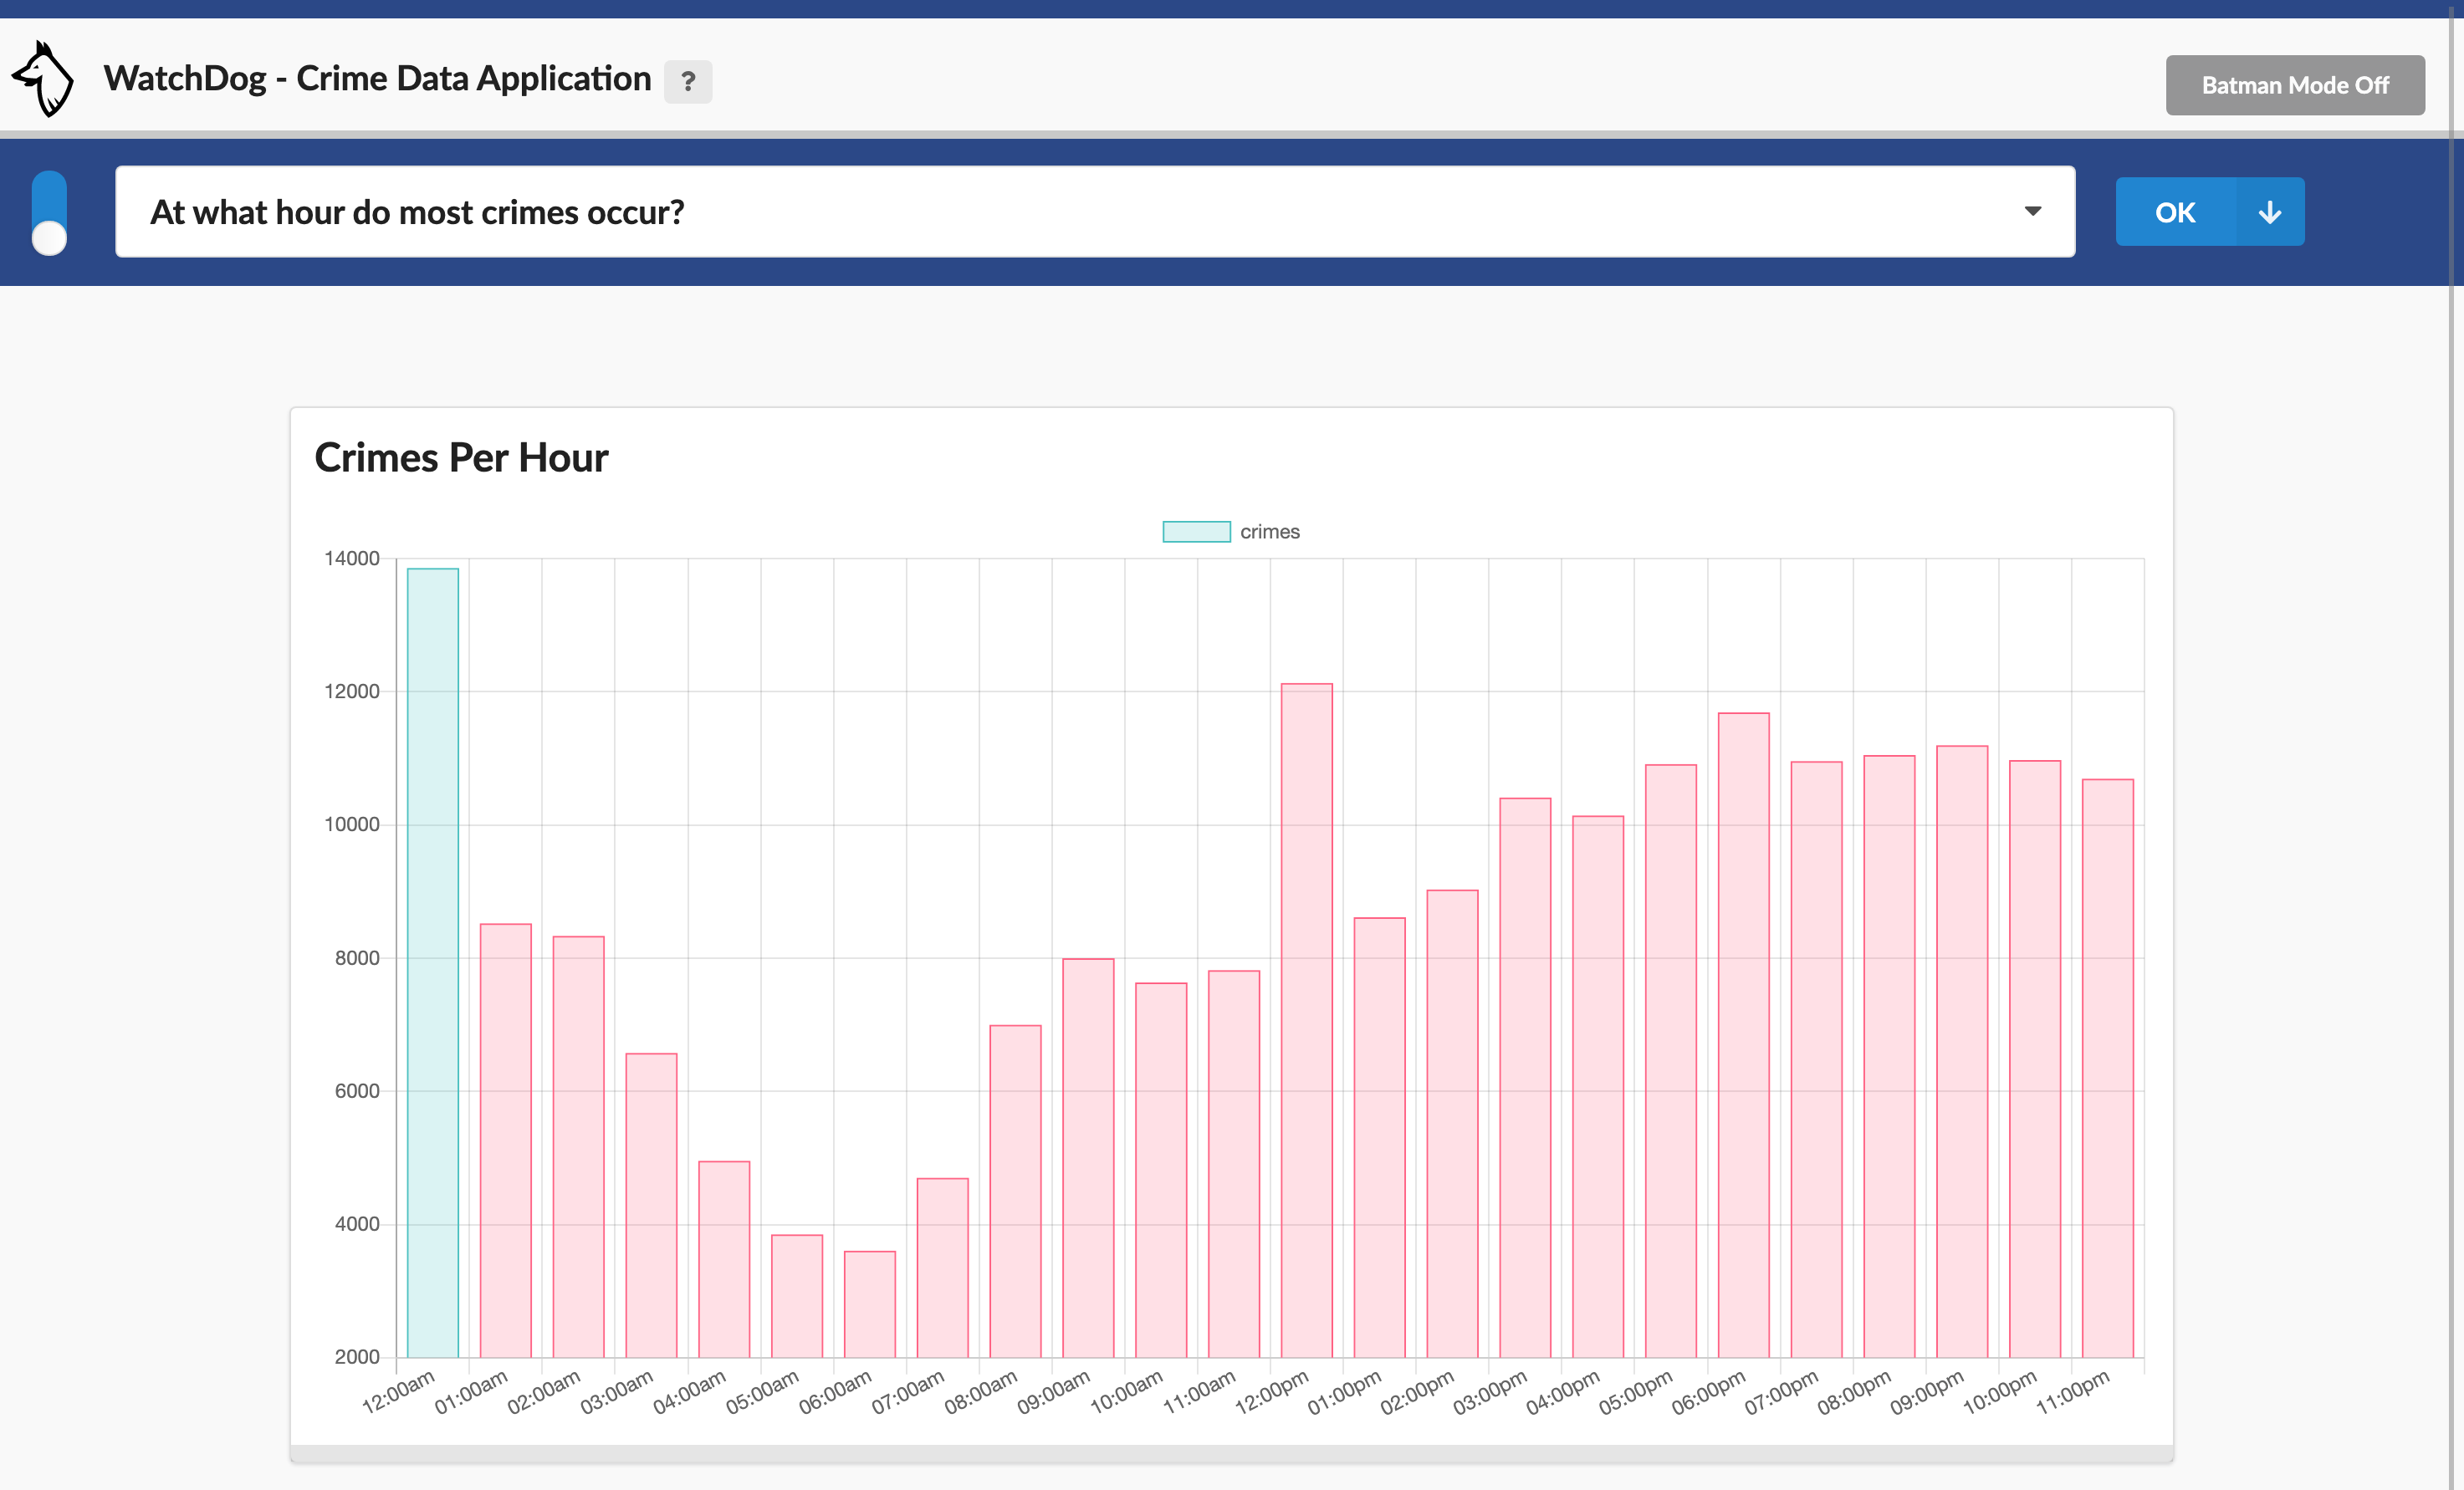 WatchDog - Crime Data Application ?
Batman Mode Off
At what hour do most crimes occur?
OK
Crimes Per Hour
crimes
14000
12000
10000
8000
6000
4000
2000
12:00am 01:00am 02:00am 03:00am 04:00am 05:00am 06:00am 07:00am 08:00am 09:00am 10:00am 11:00am 12:00pm 01:00pm 02:00pm 03:00pm 04:00pm 05:00pm 06:00pm 07:00pm 08:00pm 09:00pm 10:00pm 11:00pm